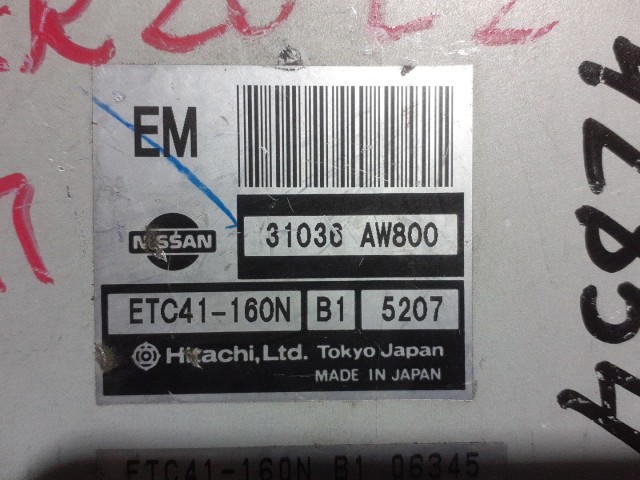 EM
NISSAN
31036 AW800
ETC41-160N B1 5207
Hitachi, Ltd. Tokyo Japan
MADE IN JAPAN
ETC41-160N B1 06345